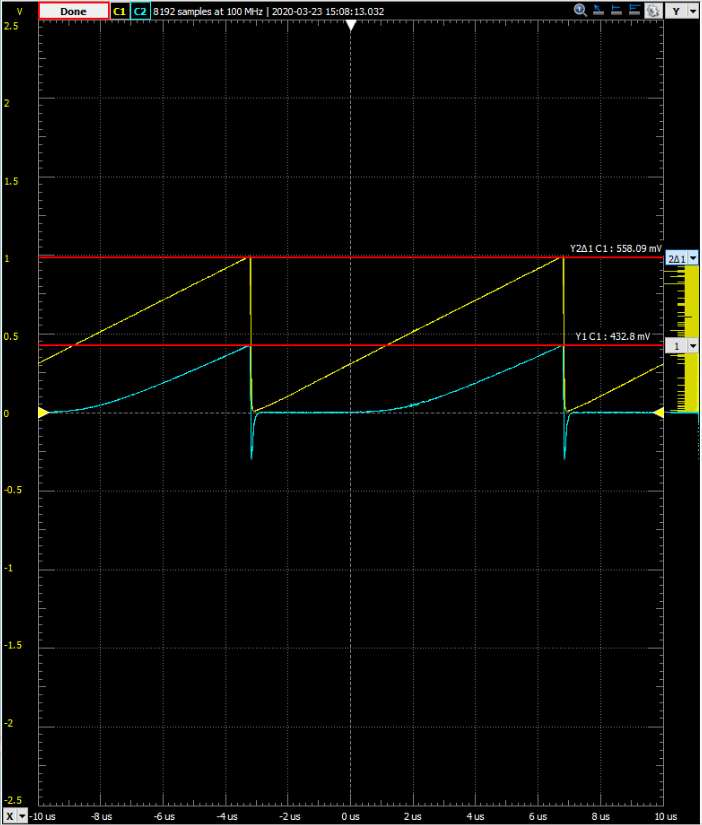 V Done C1 C2 8192 samples at 100 MHz | 2020-03-23 15:08:13.032 Y
2.5
2
1.5
Y2Δ1 C1 : 558.09 mV
1 2Δ1
0.5 Y1 C1 : 432.8 mV
1
0
-0.5
-1
-1.5
-2
-2.5
X -10 us -8 us -6 us -4 us -2 us 0 us 2 us 4 us 6 us 8 us 10 us